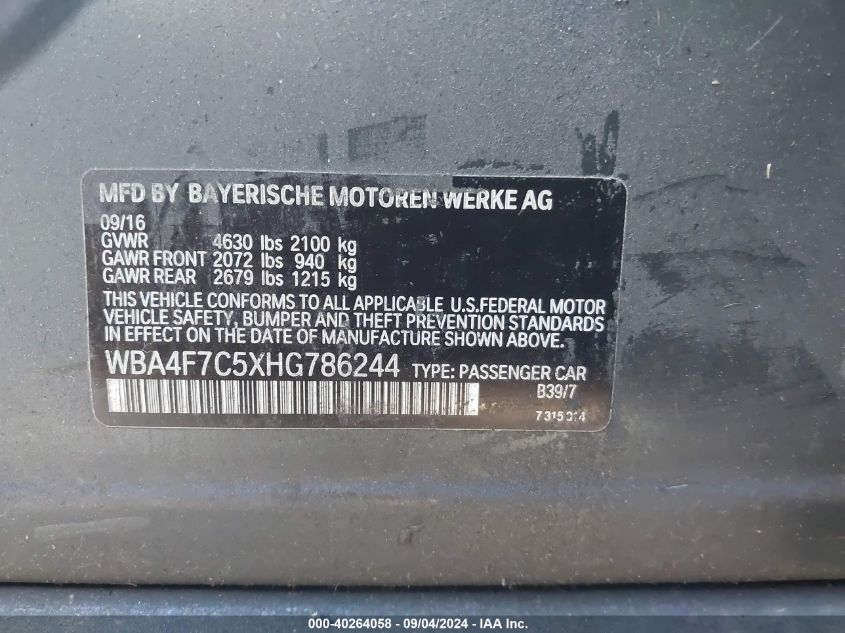 MFD BY BAYERISCHE MOTOREN WERKE AG
09/16
GVWR 4630 lbs 2100 kg
GAWR FRONT 2072 lbs 940 kg
GAWR REAR 2679 lbs 1215 kg
THIS VEHICLE CONFORMS TO ALL APPLICABLE U.S.FEDERAL MOTOR
VEHICLE SAFETY, BUMPER AND THEFT PREVENTION STANDARDS
IN EFFECT ON THE DATE OF MANUFACTURE SHOWN ABOVE.
WBA4F7C5XHG786244 TYPE: PASSENGER CAR
B39/7
000-40264058 - 09/04/2024 - IAA